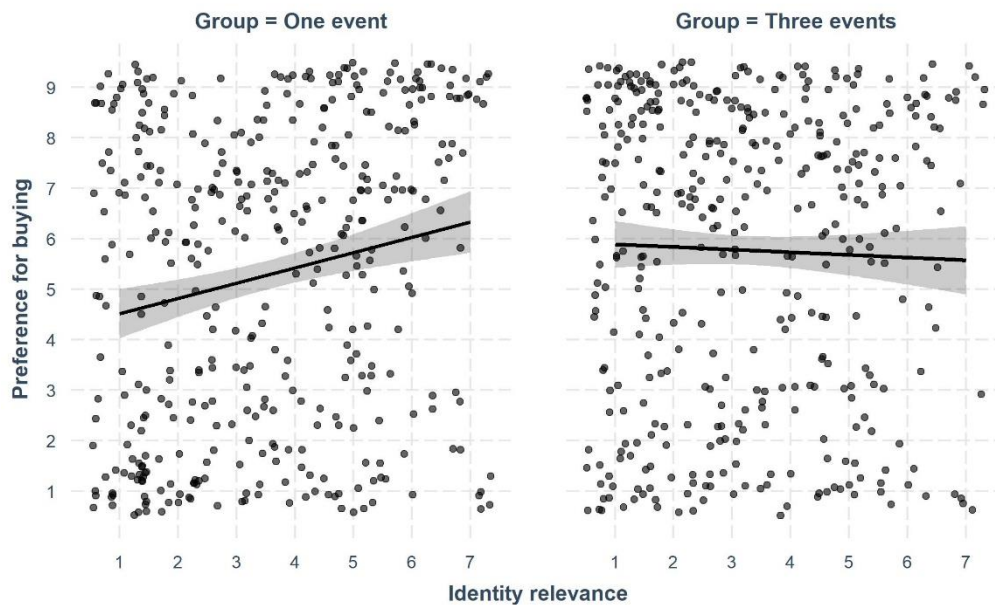 Group = One event
Group = Three events
Preference for buying
9
8
7
6
5
4
3
2
1
1 2 3 4 5 6 7
1 2 3 4 5 6 7
Identity relevance